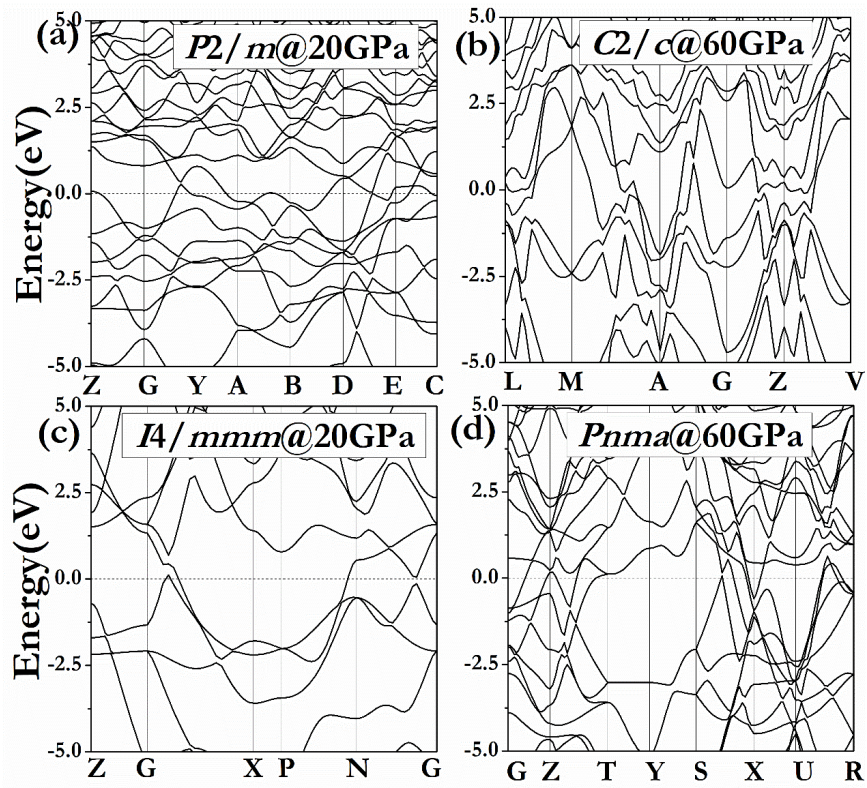 (a) P2/m@20GPa
5.0
2.5
0.0
-2.5
-5.0
Energy(eV)
Z G Y A B D E C
(b) C2/c@60GPa
5.0
2.5
0.0
-2.5
-5.0
L M A G Z V
(c) I4/mmm@20GPa
5.0
2.5
0.0
-2.5
-5.0
Energy(eV)
Z G X P N G
(d) Pnma@60GPa
5.0
2.5
0.0
-2.5
-5.0
G Z T Y S X U R